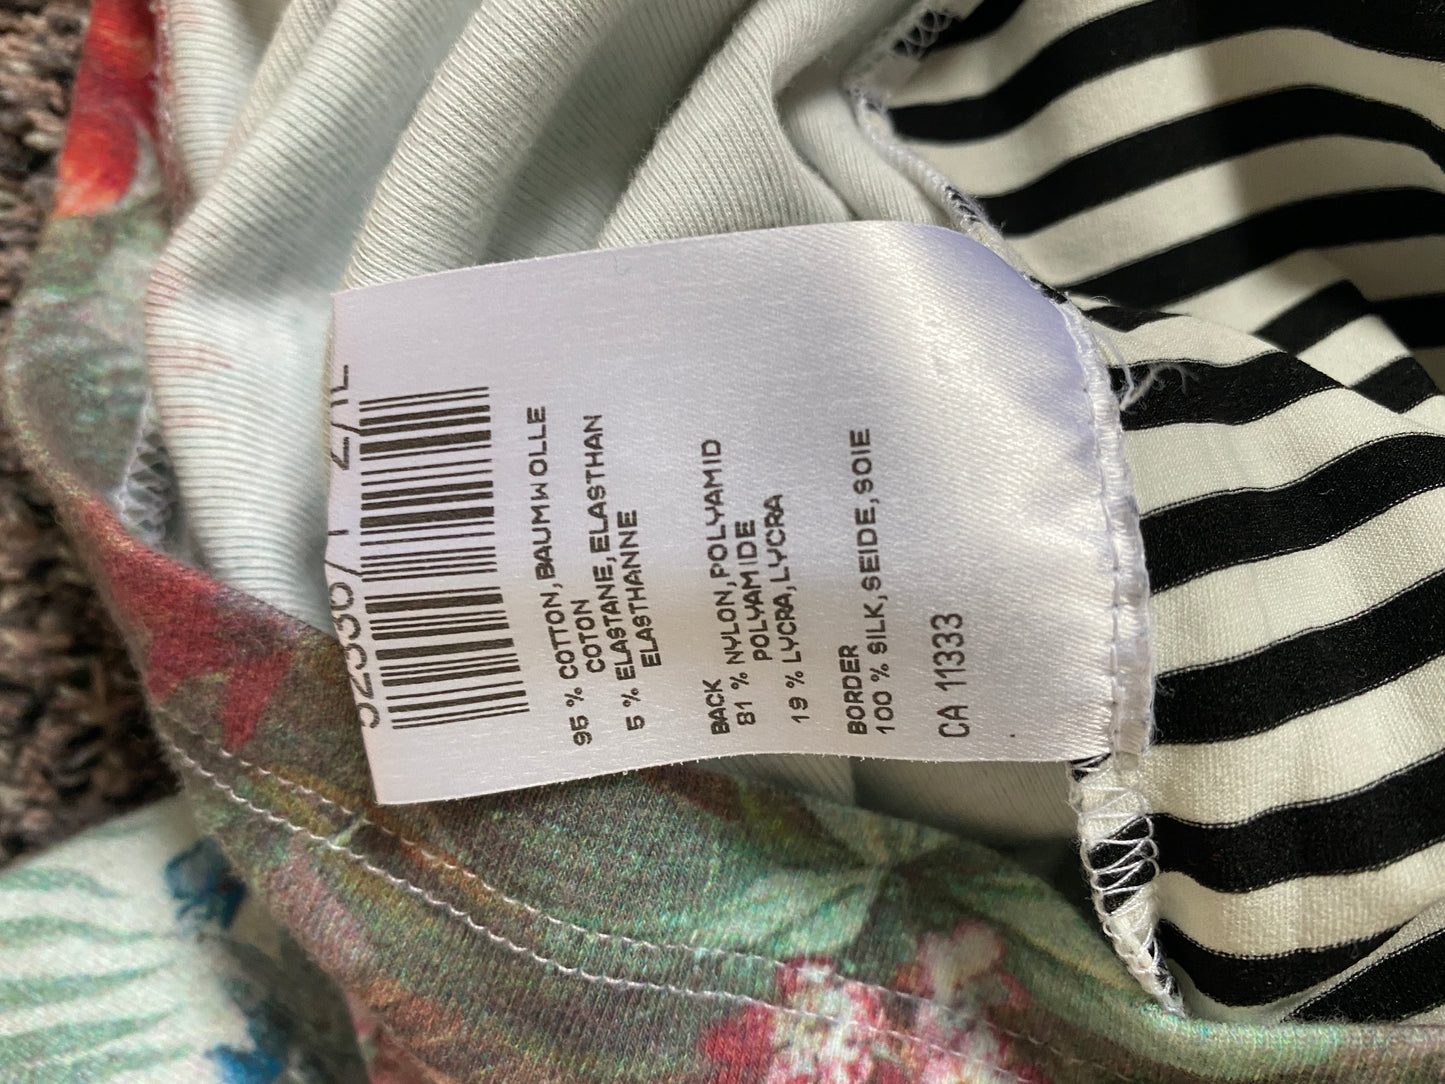 95 % COTTON, BAUMWOLLE
COTON
5 % ELASTANE, ELASTHAN
ELASTHANNE
BACK
81 % NYLON, POLYAMID
POLYAMIDE
19 % LYCRA, LYCRA
BORDER
100 % SILK, SEIDE, SOIE
CA 11333